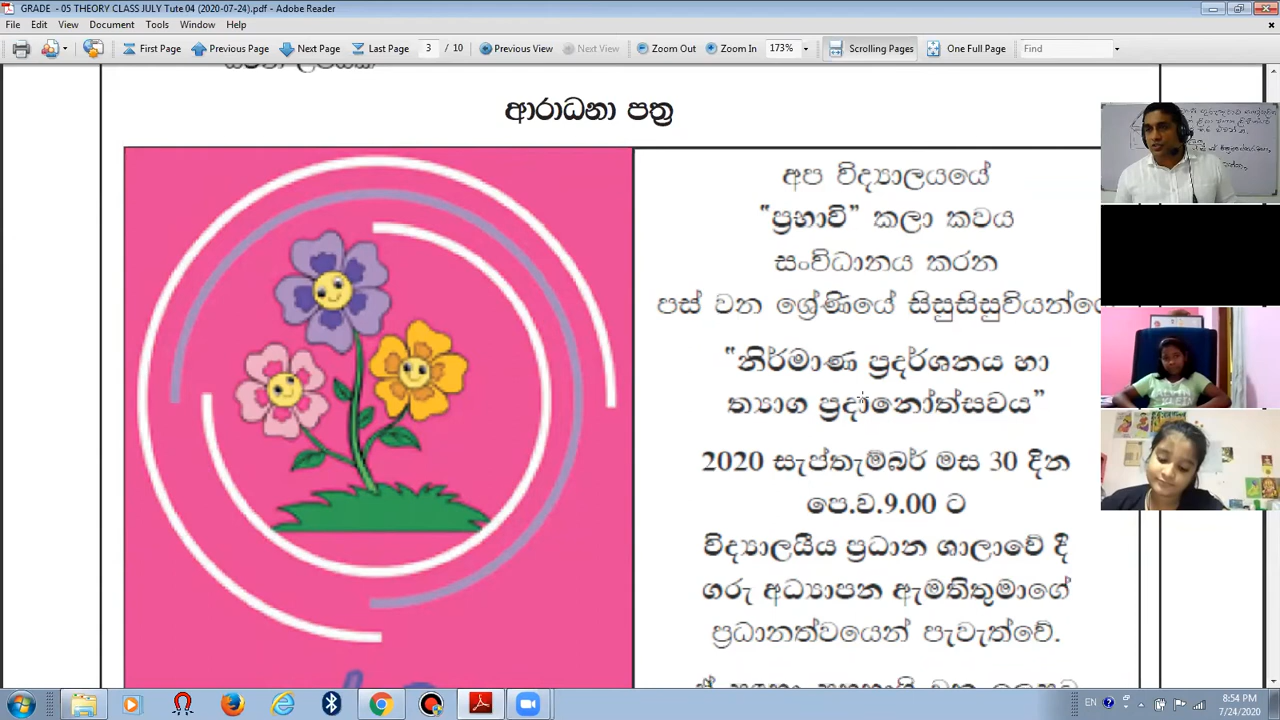 GRADE - 05 THEORY CLASS JULY Tute 04 (2020-07-24).pdf - Adobe Reader
File Edit View Document Tools Window Help
First Page Previous Page Next Page Last Page 3 / 10 Previous View Next View Zoom Out Zoom In 173% Scrolling Pages One Full Page Find
ආරාධනා පත්‍ර
අප විද්‍යාලයයේ
“ප්‍රභාවි” කලා කවය
සංවිධානය කරන
පස් වන ශ්‍රේණියේ සිසුසිසුවියන්ගේ
“නිර්මාණ ප්‍රදර්ශනය හා
ත්‍යාග ප්‍රදානෝත්සවය”
2020 සැප්තැම්බර් මස 30 දින
පෙ.ව.9.00 ට
විද්‍යාලයීය ප්‍රධාන ශාලාවේ දී
ගරු අධ්‍යාපන ඇමතිතුමාගේ
ප්‍රධානත්වයෙන් පැවැත්වේ.
EN
8:54 PM
7/24/2020